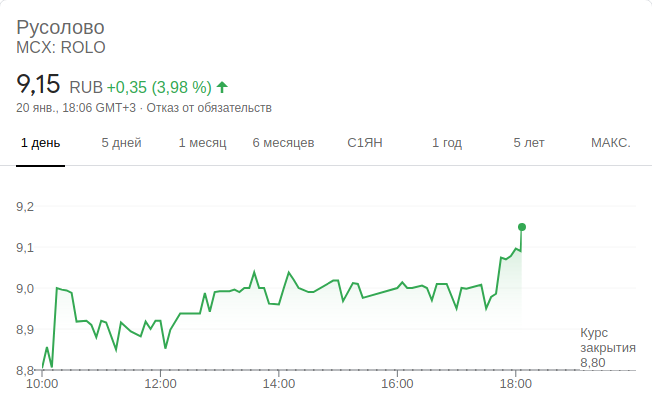 Русолово
MCX: ROLO
9,15 RUB +0,35 (3,98 %)
20 янв., 18:06 GMT+3 · Отказ от обязательств
1 день 5 дней 1 месяц 6 месяцев С1ЯН 1 год 5 лет МАКС.
9,2
9,1
9,0
8,9
8,8
Курс
закрытия
8,80
10:00 12:00 14:00 16:00 18:00